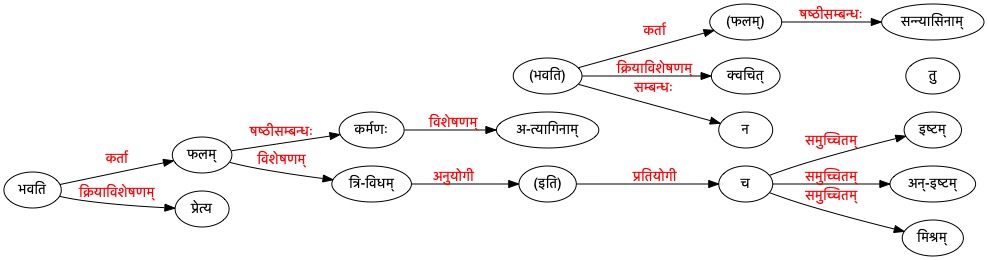 (फलम्) षष्ठीसम्बन्धः सन्न्यासिनाम्
कर्ता
(भवति) क्रियाविशेषणम् क्वचित् तु
सम्बन्धः
न
भवति कर्ता फलम् षष्ठीसम्बन्धः कर्मणः विशेषणम् अ-त्यागिनाम्
क्रियाविशेषणम् प्रेत्य
विशेषणम् त्रि-विधम् अनुयोगी (इति) प्रतियोगी च
समुच्चितम् इष्टम्
समुच्चितम् अन्-इष्टम्
समुच्चितम् मिश्रम्